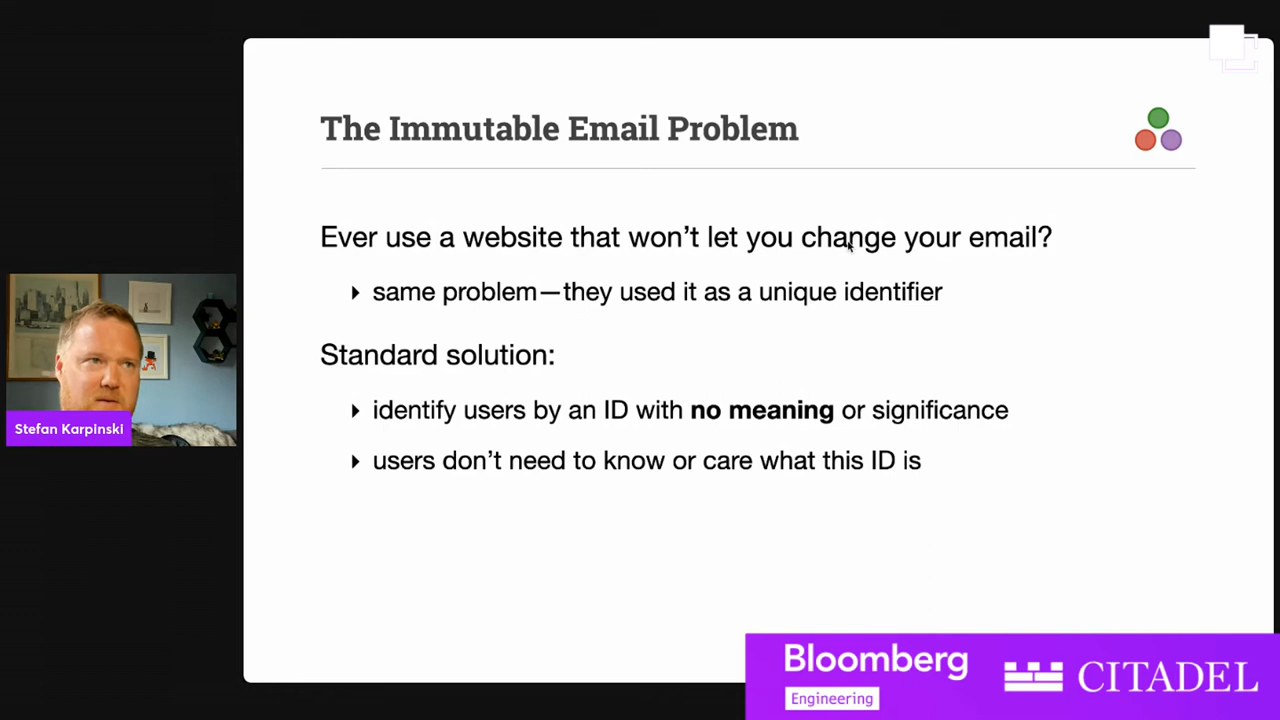 The Immutable Email Problem
Ever use a website that won’t let you change your email?
‣ same problem—they used it as a unique identifier
Standard solution:
‣ identify users by an ID with no meaning or significance
‣ users don’t need to know or care what this ID is
Stefan Karpinski
Bloomberg
Engineering
CITADEL